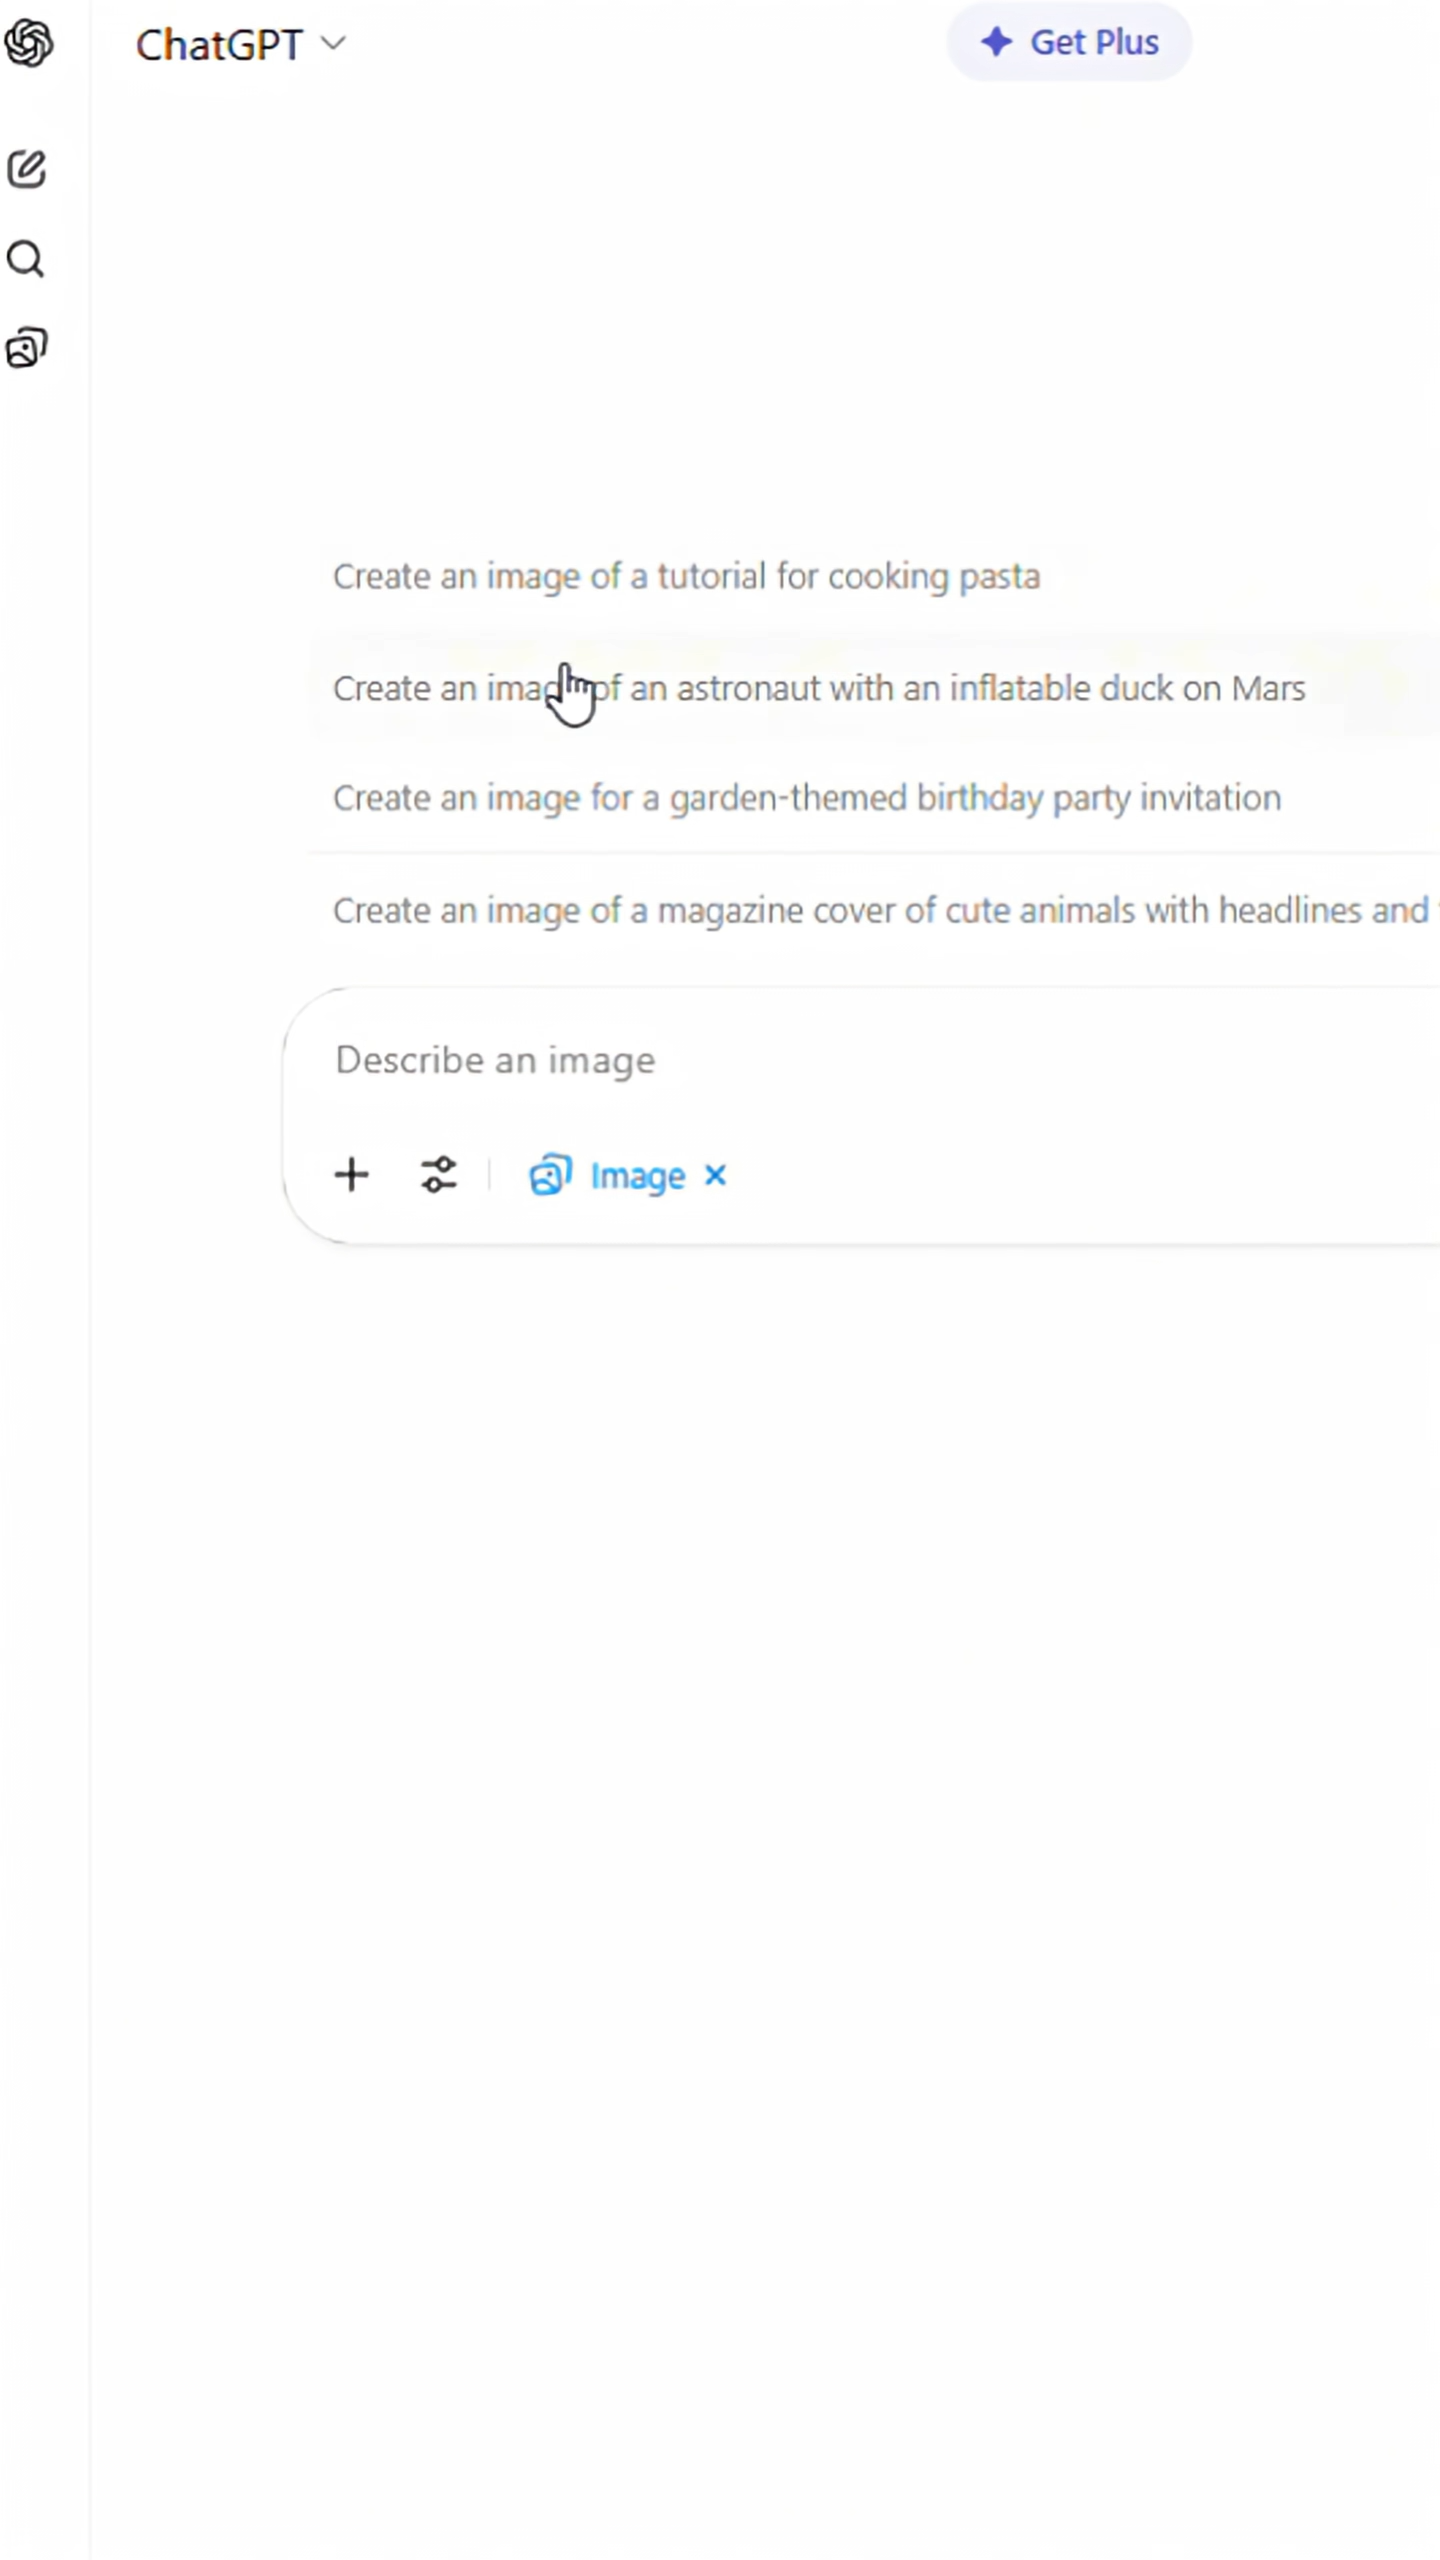 ChatGPT
Get Plus
Create an image of a tutorial for cooking pasta
Create an image of an astronaut with an inflatable duck on Mars
Create an image for a garden-themed birthday party invitation
Create an image of a magazine cover of cute animals with headlines and
Describe an image
Image